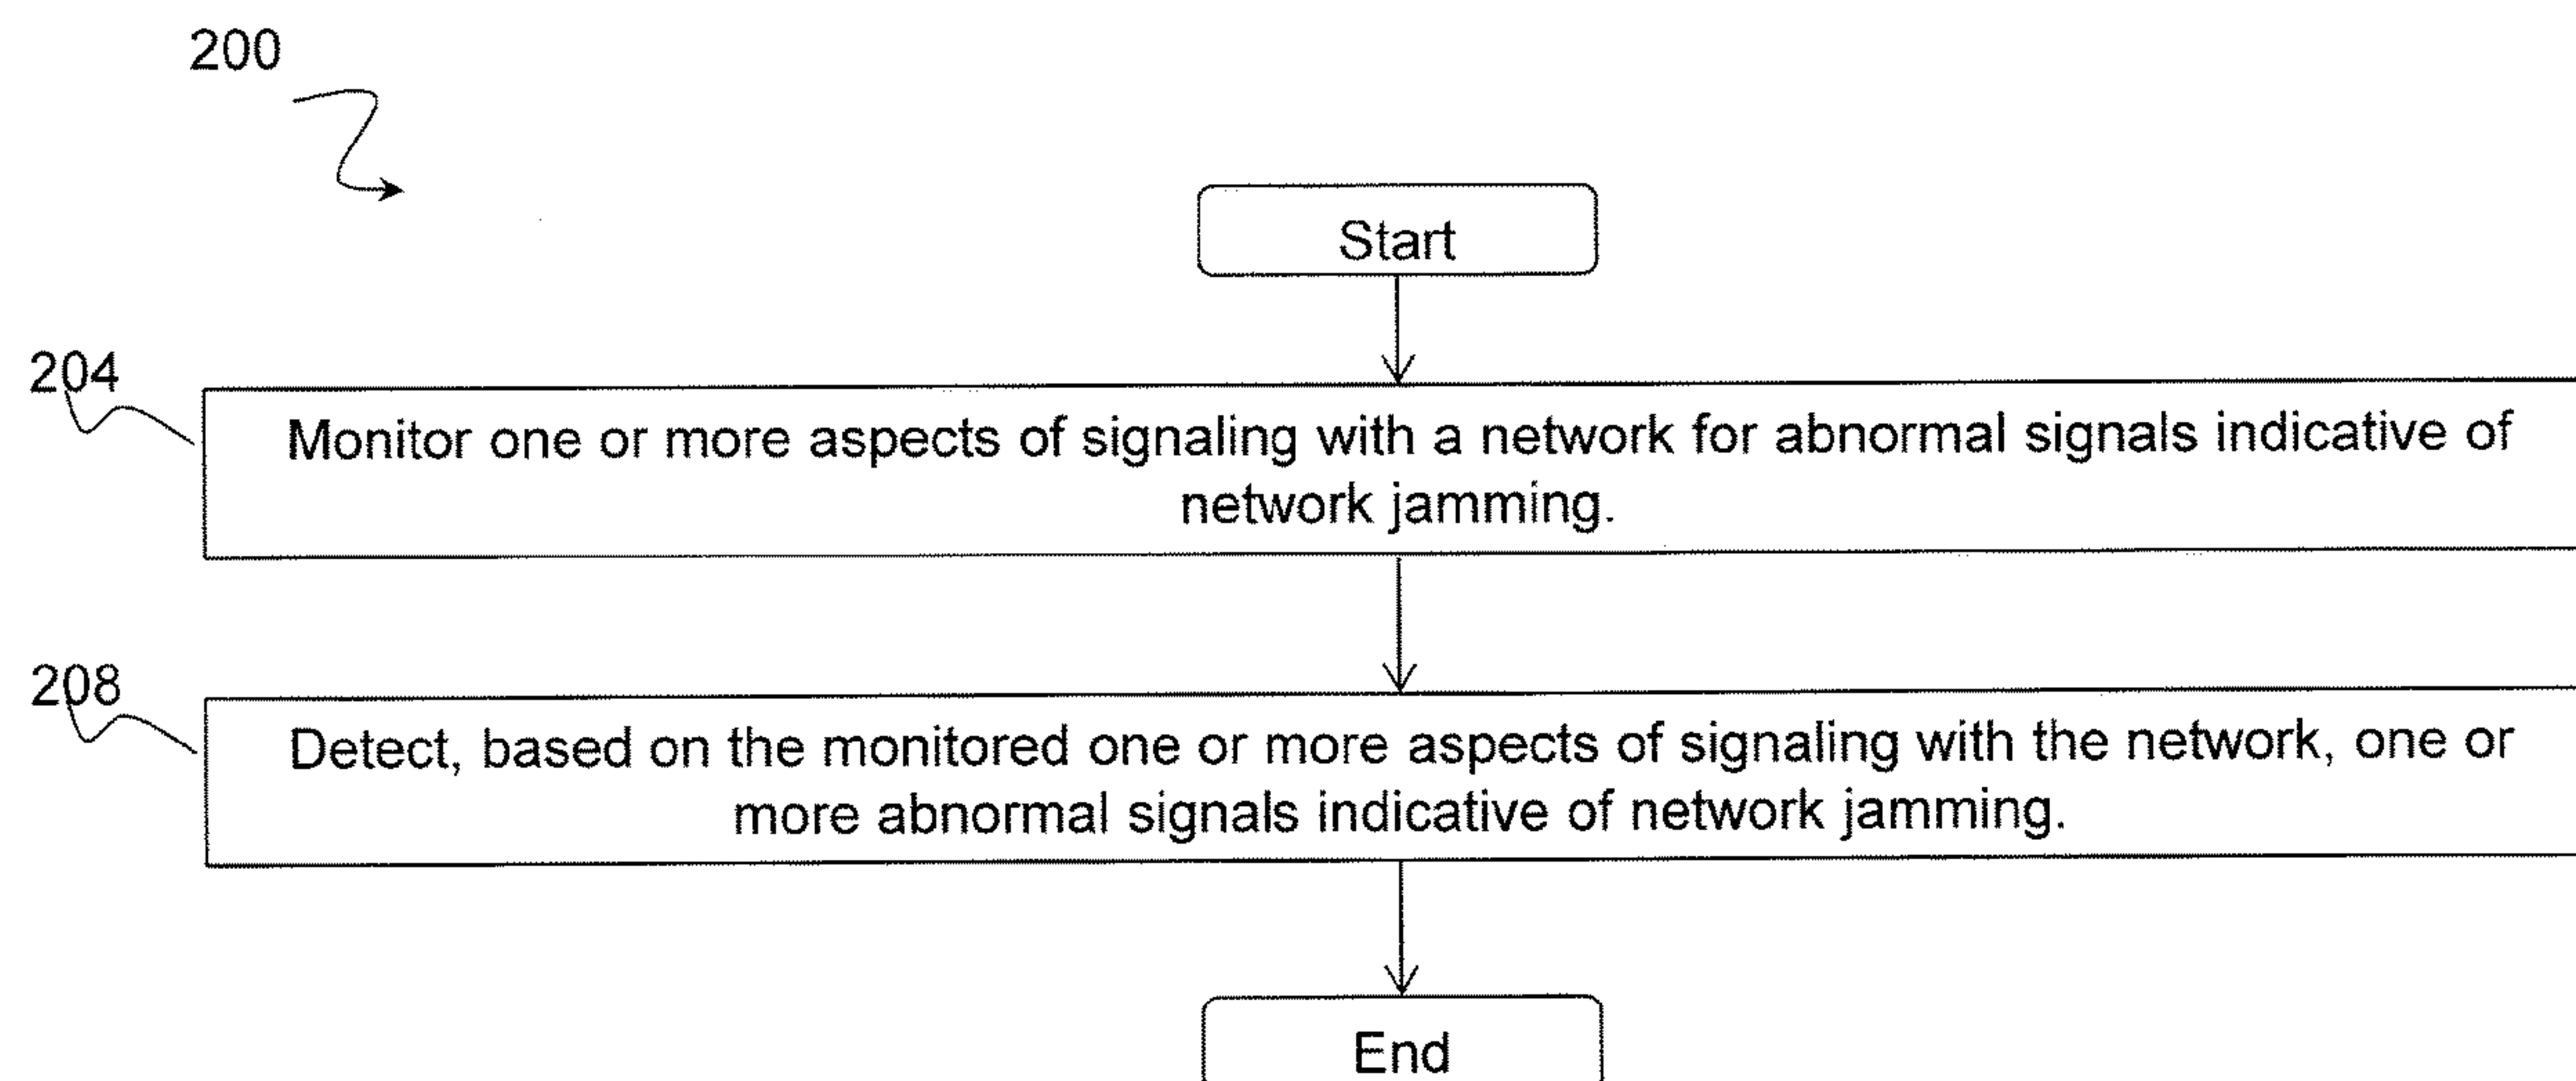 200
Start
204
Monitor one or more aspects of signaling with a network for abnormal signals indicative of
network jamming.
208
Detect, based on the monitored one or more aspects of signaling with the network, one or
more abnormal signals indicative of network jamming.
End